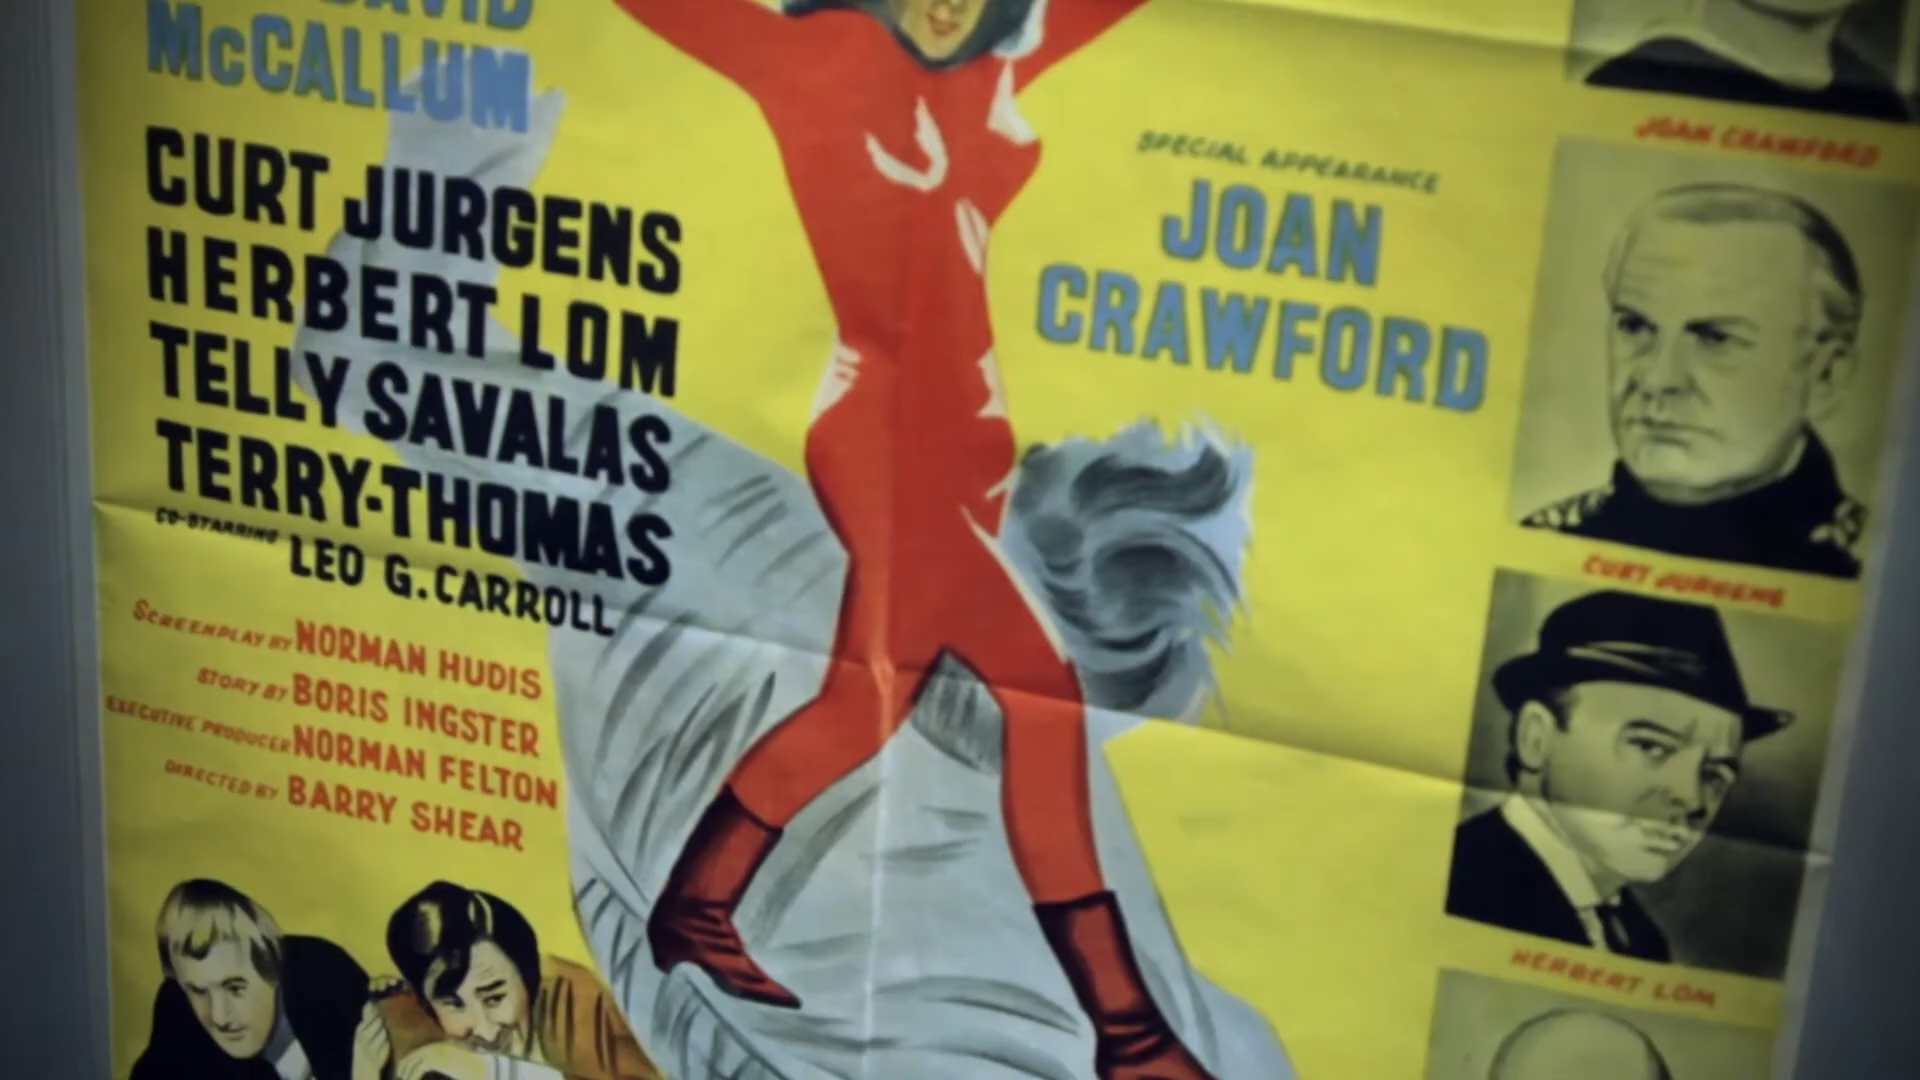 DAVID
McCALLUM
CURT JURGENS
HERBERT LOM
TELLY SAVALAS
TERRY-THOMAS
CO-STARRING LEO G. CARROLL
SCREENPLAY BY NORMAN HUDIS
STORY BY BORIS INGSTER
EXECUTIVE PRODUCER NORMAN FELTON
DIRECTED BY BARRY SHEAR
SPECIAL APPEARANCE
JOAN
CRAWFORD
JOAN CRAWFORD
CURT JURGENS
HERBERT LOM